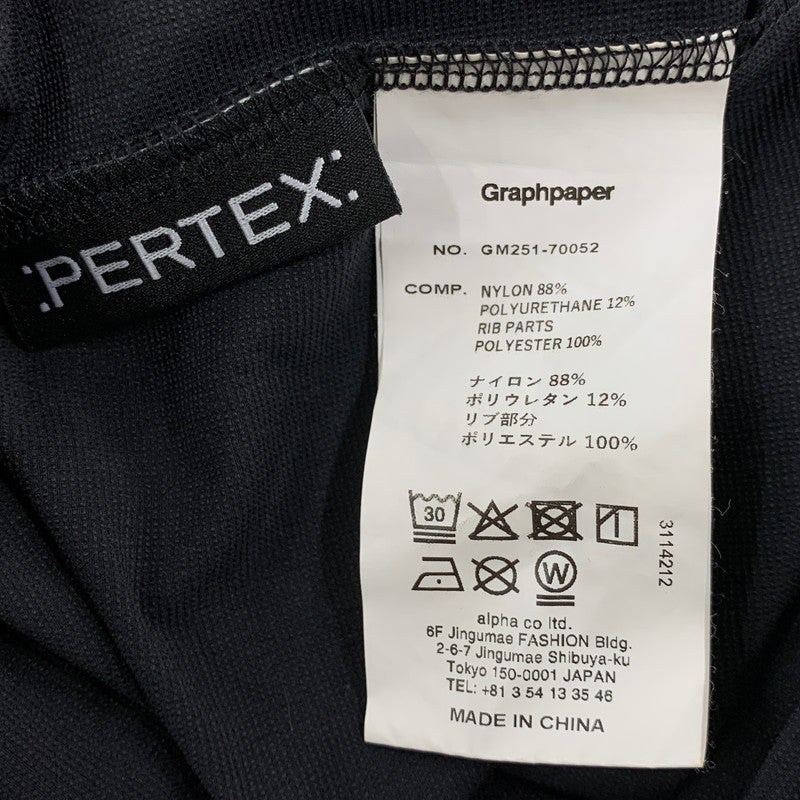 :PERTEX:
Graphpaper
NO. GM251-70052
COMP. NYLON 88%
POLYURETHANE 12%
RIB PARTS
POLYESTER 100%
ナイロン 88%
ポリウレタン 12%
リブ部分
ポリエステル 100%
30
W
3114212
alpha co ltd.
6F Jingumae FASHION Bldg.
2-6-7 Jingumae Shibuya-ku
Tokyo 150-0001 JAPAN
TEL: +81 3 54 13 35 46
MADE IN CHINA